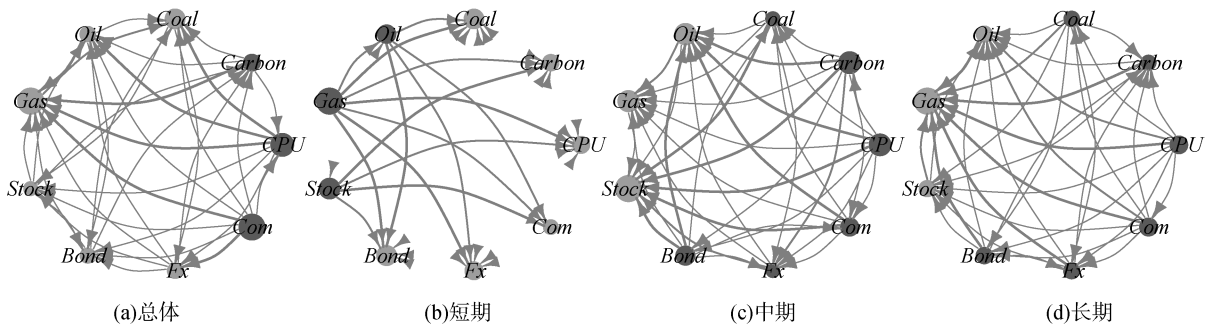 Coal
Oil
Carbon
Gas
CPU
Stock
Com
Bond
Fx
(a)总体
Coal
Oil
Carbon
Gas
CPU
Stock
Com
Bond
Fx
(b)短期
Coal
Oil
Carbon
Gas
CPU
Stock
Com
Bond
Fx
(c)中期
Coal
Oil
Carbon
Gas
CPU
Stock
Com
Bond
Fx
(d)长期